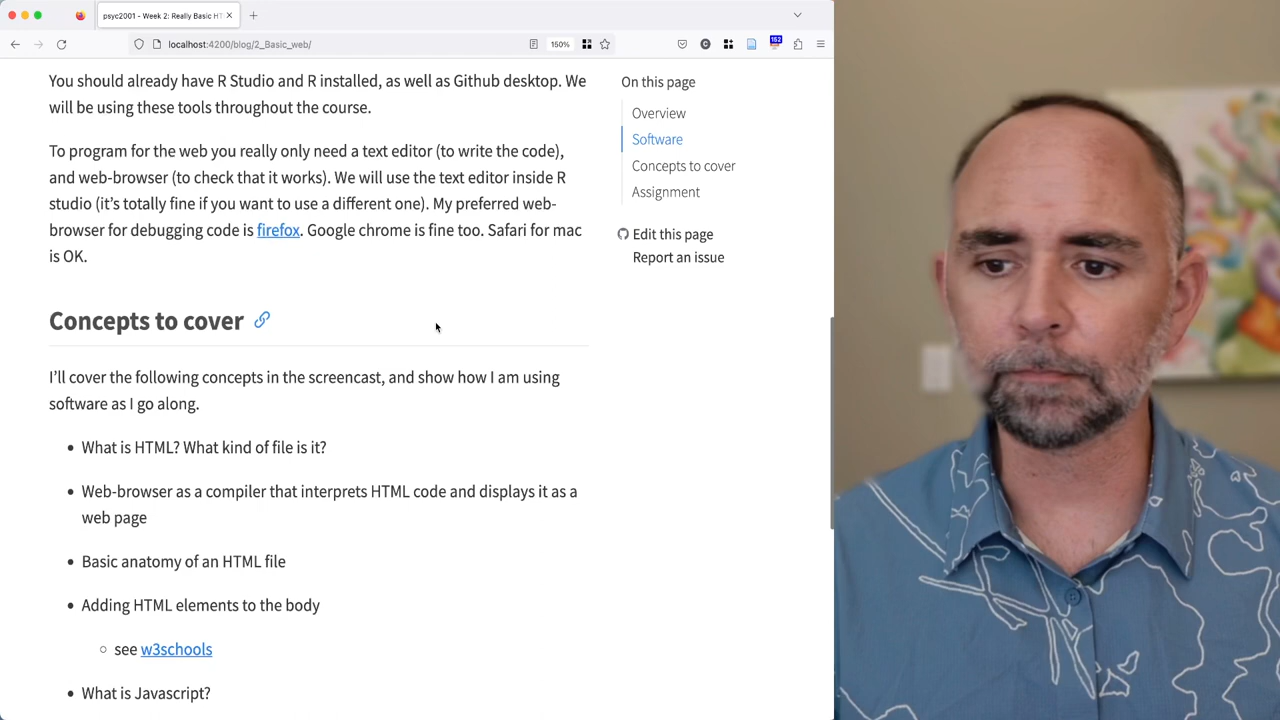 psyc2001 - Week 2: Really Basic HT
localhost:4200/blog/2_Basic_web/
150%
152
You should already have R Studio and R installed, as well as Github desktop. We
will be using these tools throughout the course.
To program for the web you really only need a text editor (to write the code),
and web-browser (to check that it works). We will use the text editor inside R
studio (it's totally fine if you want to use a different one). My preferred web-
browser for debugging code is firefox. Google chrome is fine too. Safari for mac
is OK.
Concepts to cover
I'll cover the following concepts in the screencast, and show how I am using
software as I go along.
• What is HTML? What kind of file is it?
• Web-browser as a compiler that interprets HTML code and displays it as a
web page
• Basic anatomy of an HTML file
• Adding HTML elements to the body
○ see w3schools
• What is Javascript?
On this page
Overview
Software
Concepts to cover
Assignment
Edit this page
Report an issue